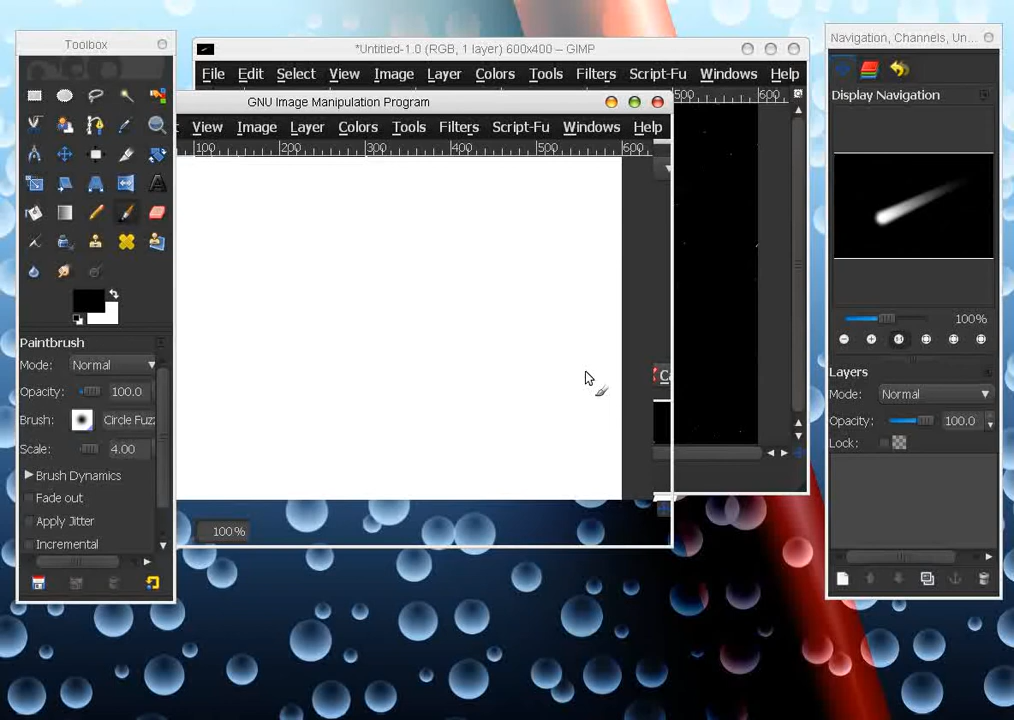 Toolbox
*Untitled-1.0 (RGB, 1 layer) 600x400 – GIMP
File Edit Select View Image Layer Colors Tools Filters Script-Fu Windows Help
500 600
GNU Image Manipulation Program
View Image Layer Colors Tools Filters Script-Fu Windows Help
100 200 300 400 500 600
100%
Paintbrush
Mode: Normal
Opacity: 100.0
Brush: Circle Fuz
Scale: 4.00
Brush Dynamics
Fade out
Apply Jitter
Incremental
Navigation, Channels, Un...
Display Navigation
100%
Layers
Mode: Normal
Opacity: 100.0
Lock: